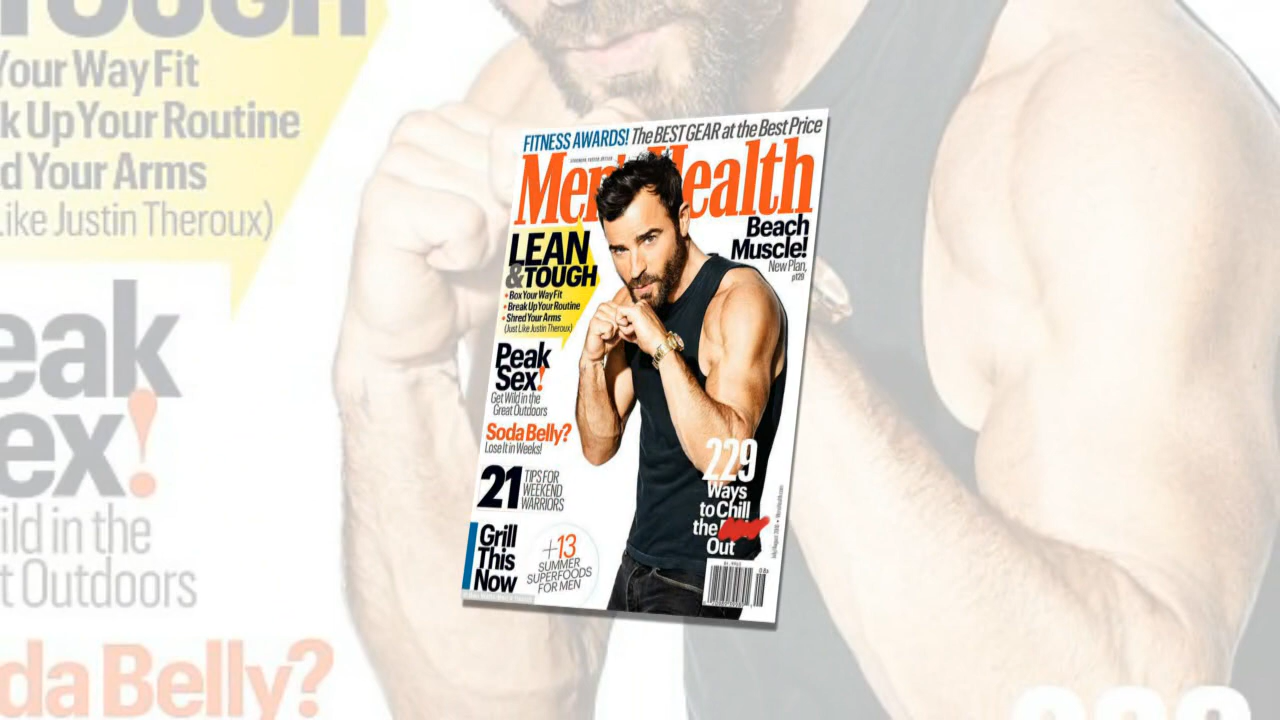 TOUGH
Your Way Fit
k Up Your Routine
d Your Arms
Like Justin Theroux)
eak
ex!
ild in the
t Outdoors
da Belly?
FITNESS AWARDS! The BEST GEAR at the Best Price
Men's Health
LEAN
& TOUGH
• Box Your Way Fit
• Break Up Your Routine
• Shred Your Arms
(Just Like Justin Theroux)
Beach
Muscle!
New Plan,
p120
Peak
Sex!
Get Wild in the
Great Outdoors
Soda Belly?
Lose It in Weeks!
21 TIPS FOR
WEEKEND
WARRIORS
Grill
This
Now
+13
SUMMER
SUPERFOODS
FOR MEN
229
Ways
to Chill
the
Out
229